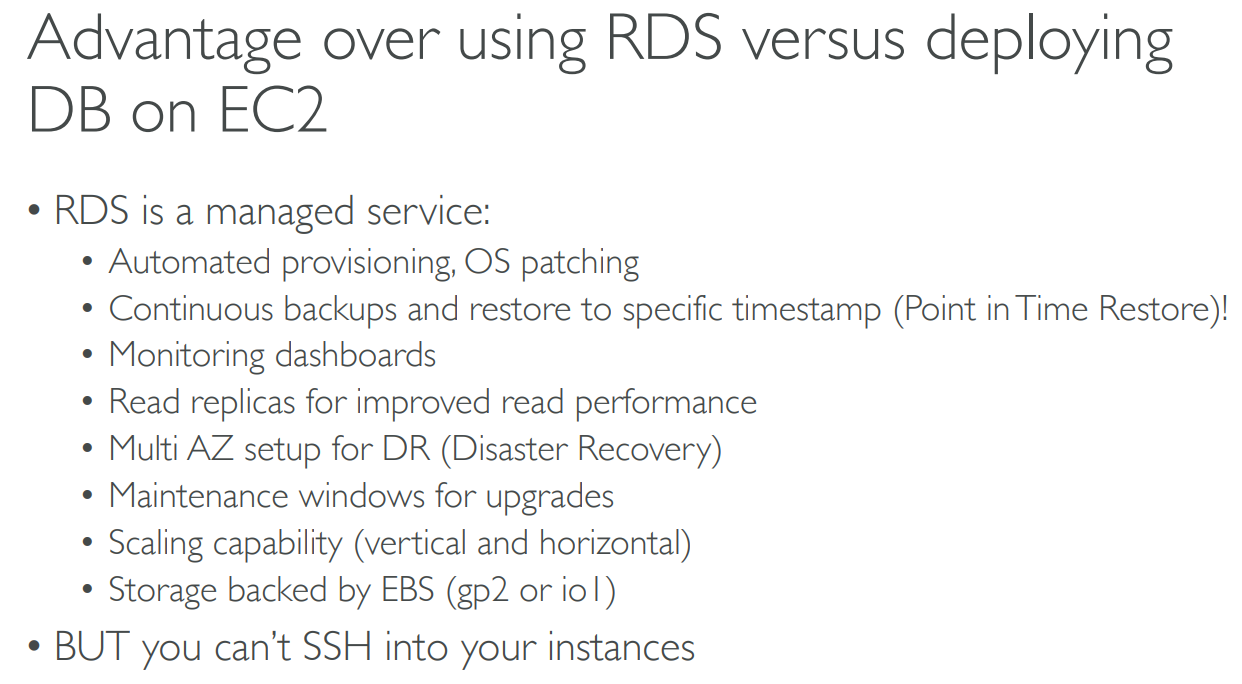 Advantage over using RDS versus deploying
DB on EC2
• RDS is a managed service:
• Automated provisioning, OS patching
• Continuous backups and restore to specific timestamp (Point in Time Restore)!
• Monitoring dashboards
• Read replicas for improved read performance
• Multi AZ setup for DR (Disaster Recovery)
• Maintenance windows for upgrades
• Scaling capability (vertical and horizontal)
• Storage backed by EBS (gp2 or io1)
• BUT you can’t SSH into your instances